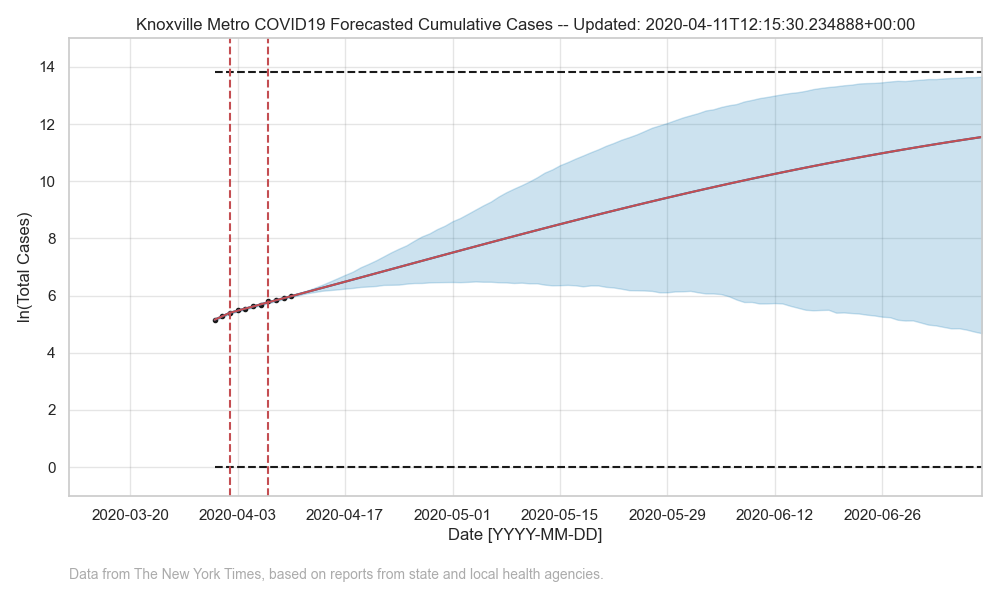 Knoxville Metro COVID19 Forecasted Cumulative Cases -- Updated: 2020-04-11T12:15:30.234888+00:00
ln(Total Cases)
14
12
10
8
6
4
2
0
2020-03-20 2020-04-03 2020-04-17 2020-05-01 2020-05-15 2020-05-29 2020-06-12 2020-06-26
Date [YYYY-MM-DD]
Data from The New York Times, based on reports from state and local health agencies.